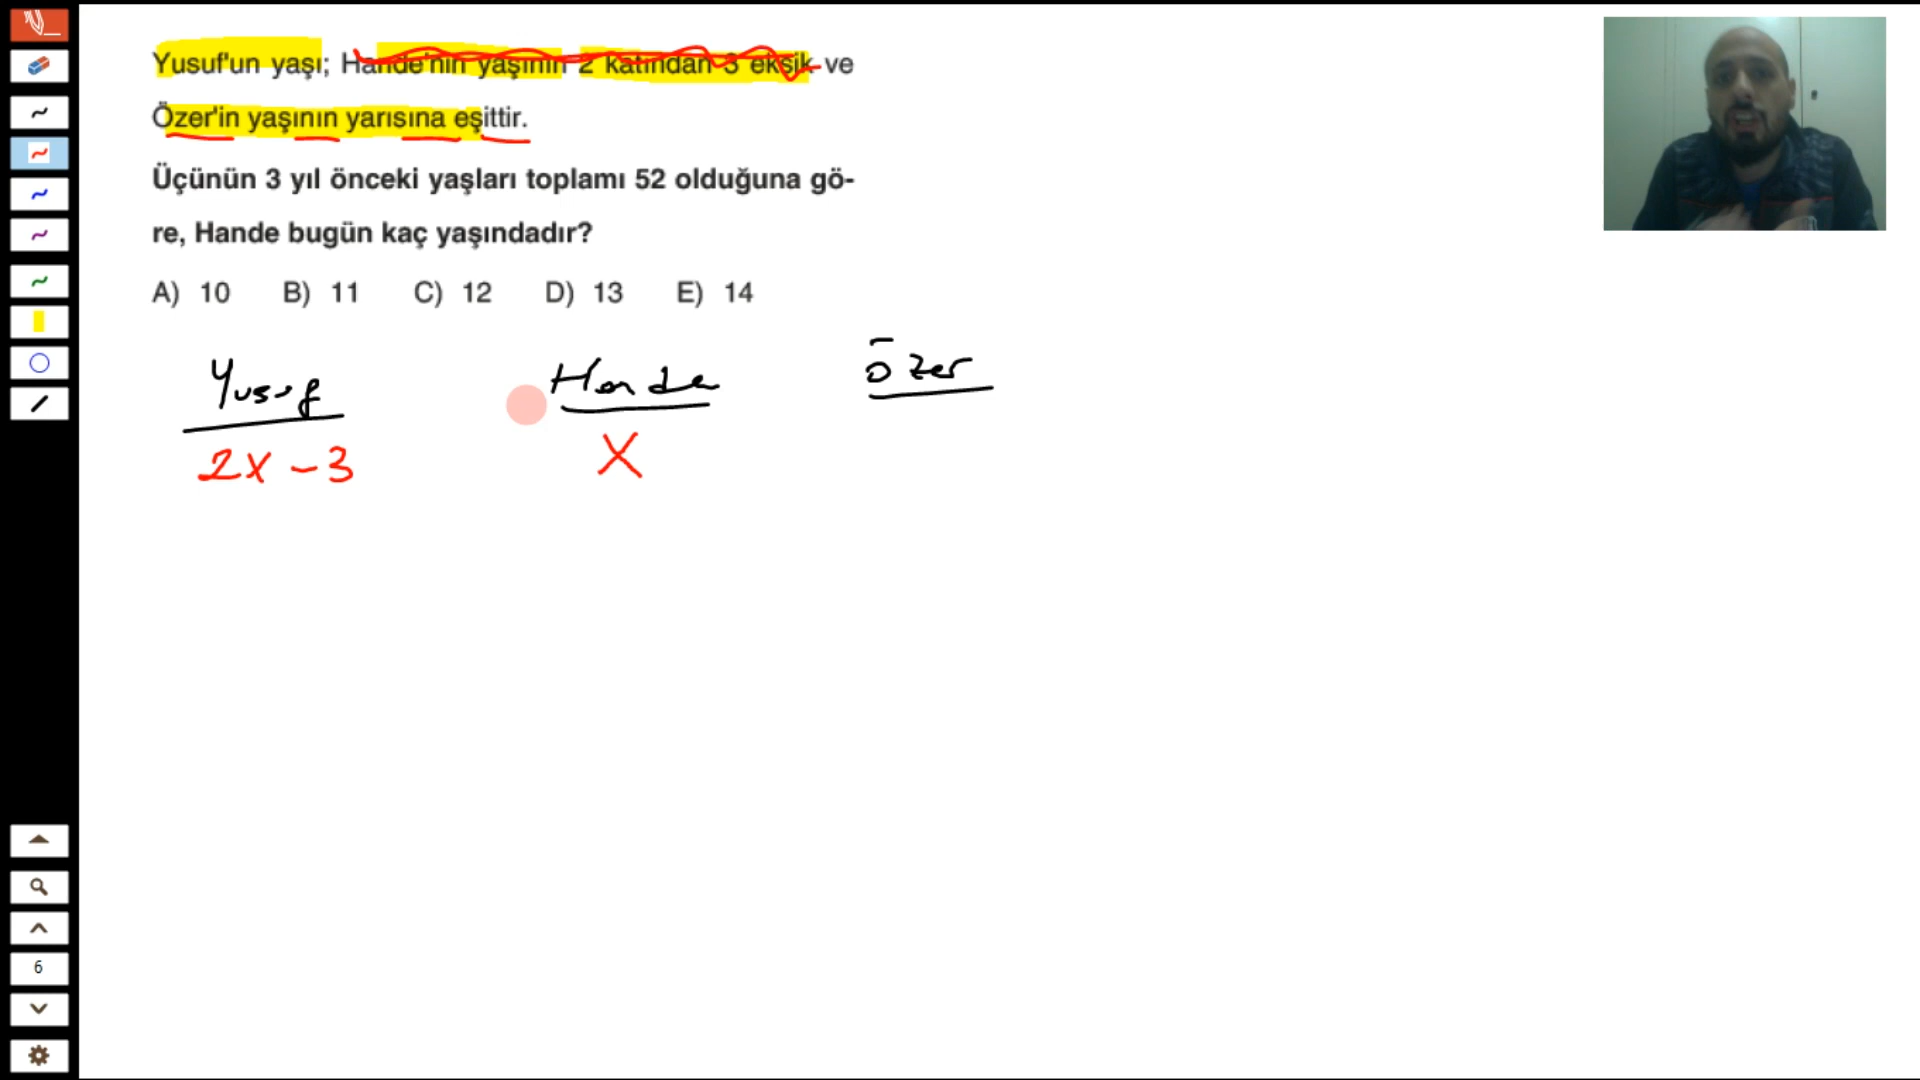 Yusuf'un yaşı; Hande'nin yaşının 2 katından 3 eksik ve
Özer'in yaşının yarısına eşittir.
Üçünün 3 yıl önceki yaşları toplamı 52 olduğuna gö-
re, Hande bugün kaç yaşındadır?
A) 10 B) 11 C) 12 D) 13 E) 14
Yusuf Hande Özer
2x-3 X
6